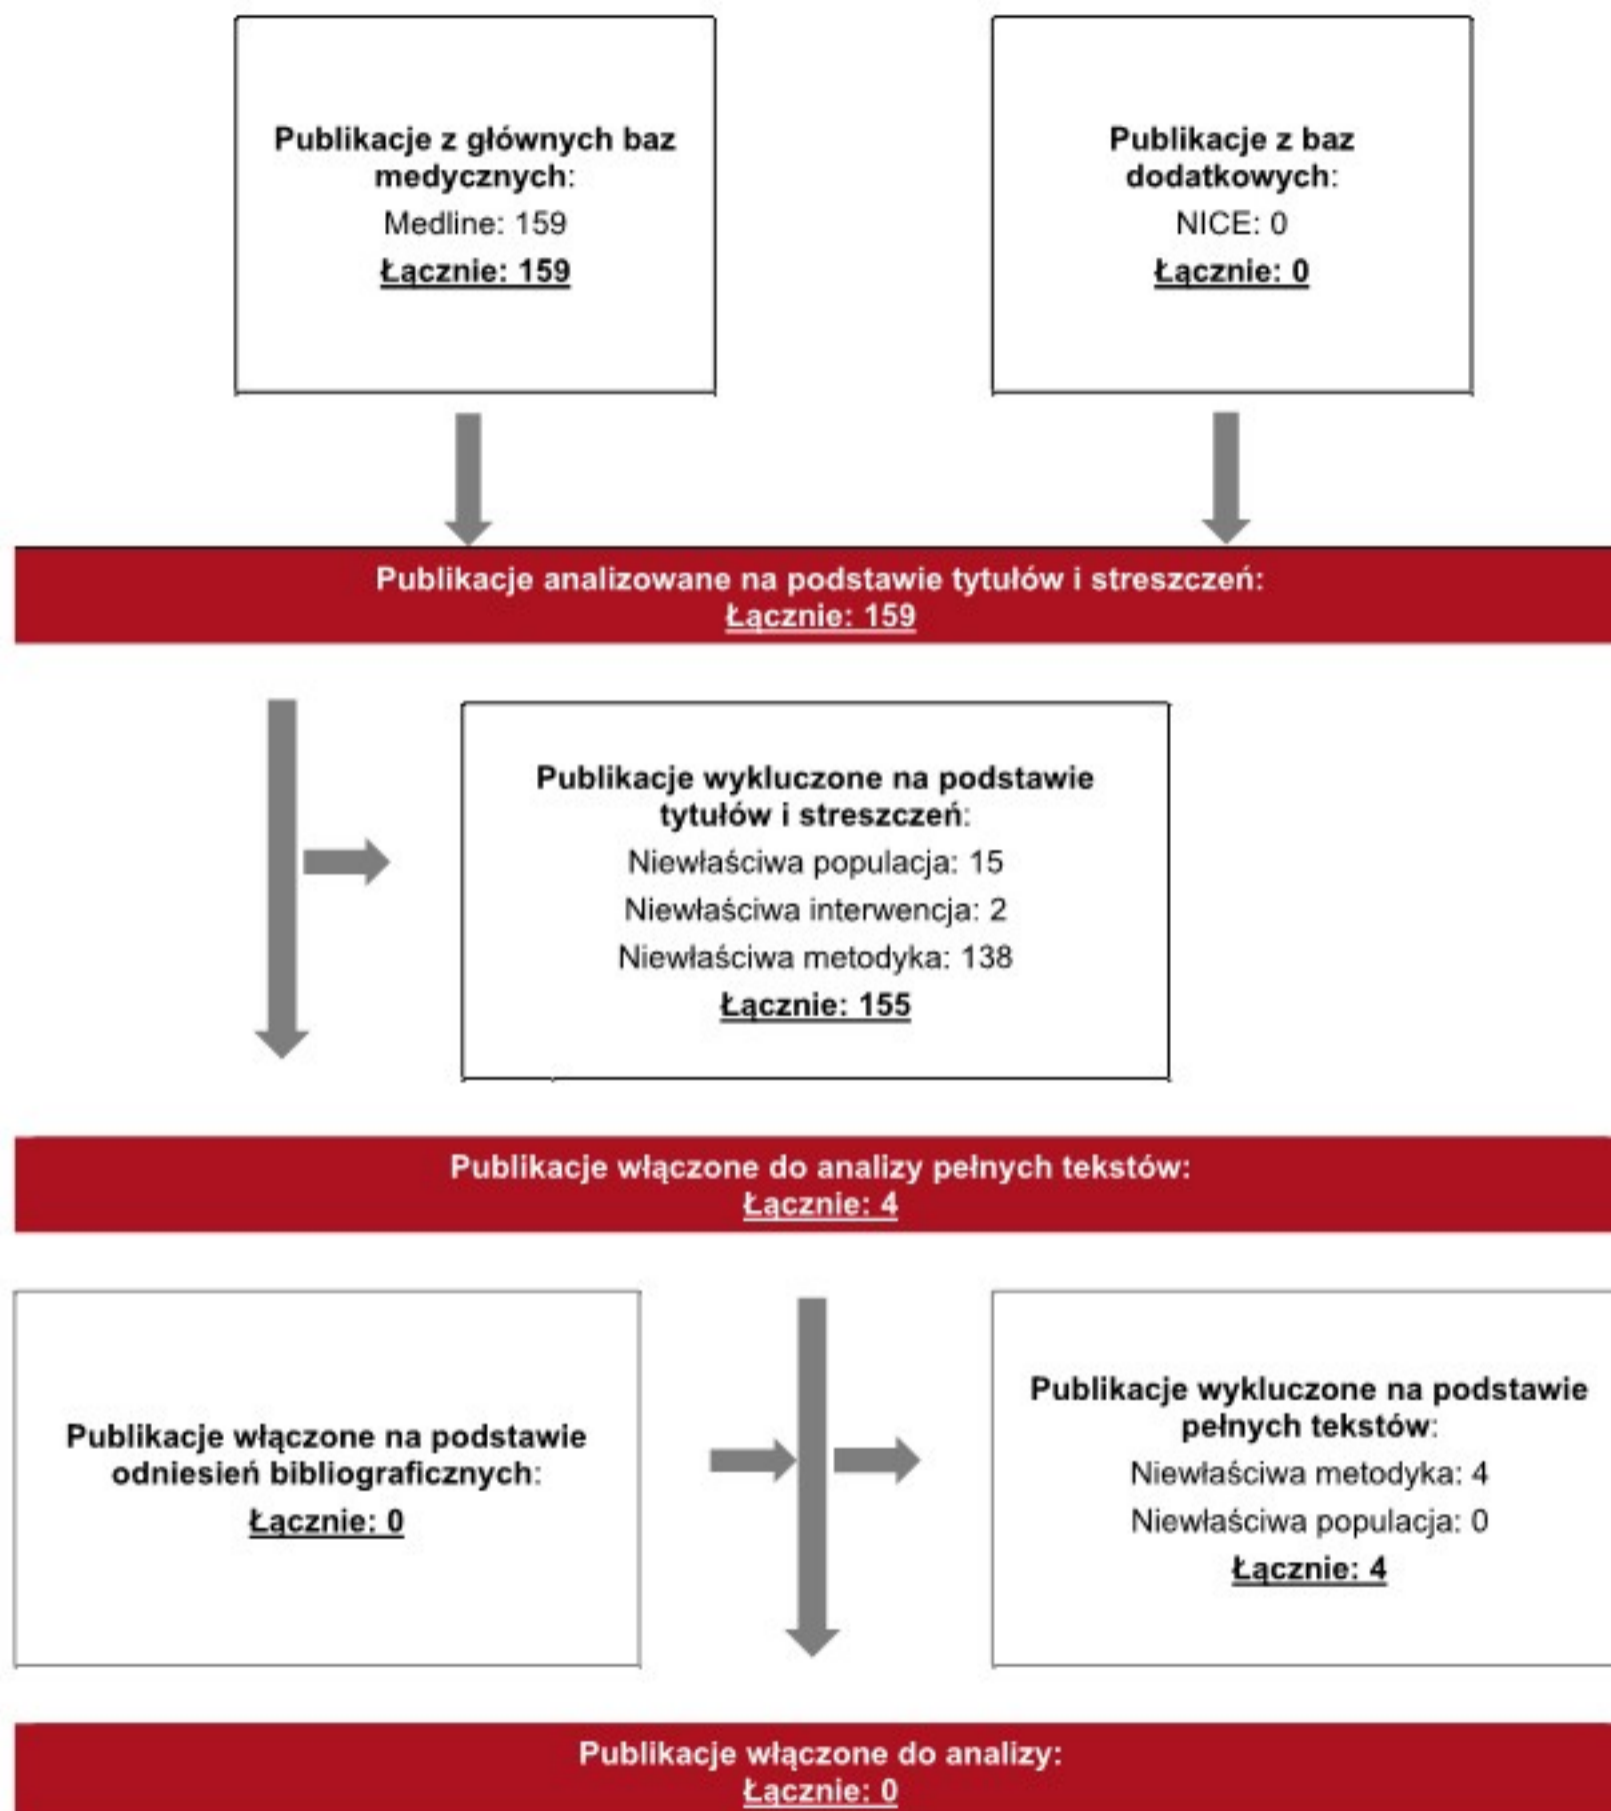 Publikacje z głównych baz
medycznych:
Medline: 159
Łącznie: 159
Publikacje z baz
dodatkowych:
NICE: 0
Łącznie: 0
Publikacje analizowane na podstawie tytułów i streszczeń:
Łącznie: 159
Publikacje wykluczone na podstawie
tytułów i streszczeń:
Niewłaściwa populacja: 15
Niewłaściwa interwencja: 2
Niewłaściwa metodyka: 138
Łącznie: 155
Publikacje włączone do analizy pełnych tekstów:
Łącznie: 4
Publikacje włączone na podstawie
odniesień bibliograficznych:
Łącznie: 0
Publikacje wykluczone na podstawie
pełnych tekstów:
Niewłaściwa metodyka: 4
Niewłaściwa populacja: 0
Łącznie: 4
Publikacje włączone do analizy:
Łącznie: 0